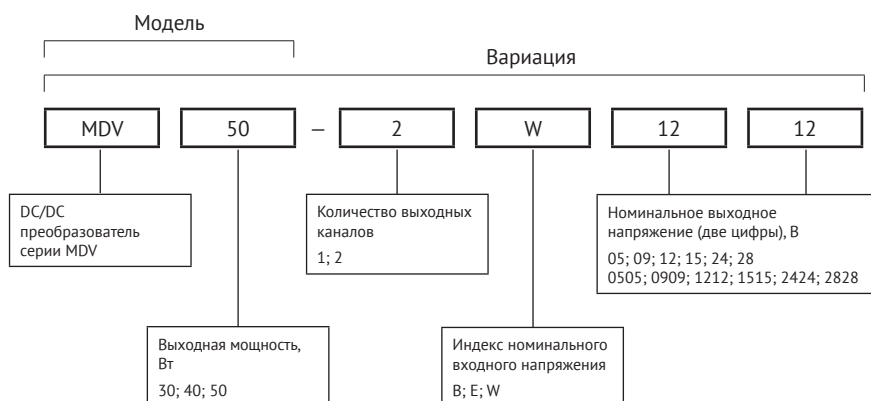 Модель
Вариация
MDV 50 – 2 W 12 12
DC/DC
преобразователь
серии MDV
Количество выходных
каналов
1; 2
Номинальное выходное
напряжение (две цифры), В
05; 09; 12; 15; 24; 28
0505; 0909; 1212; 1515; 2424; 2828
Выходная мощность,
Вт
30; 40; 50
Индекс номинального
входного напряжения
В; Е; W